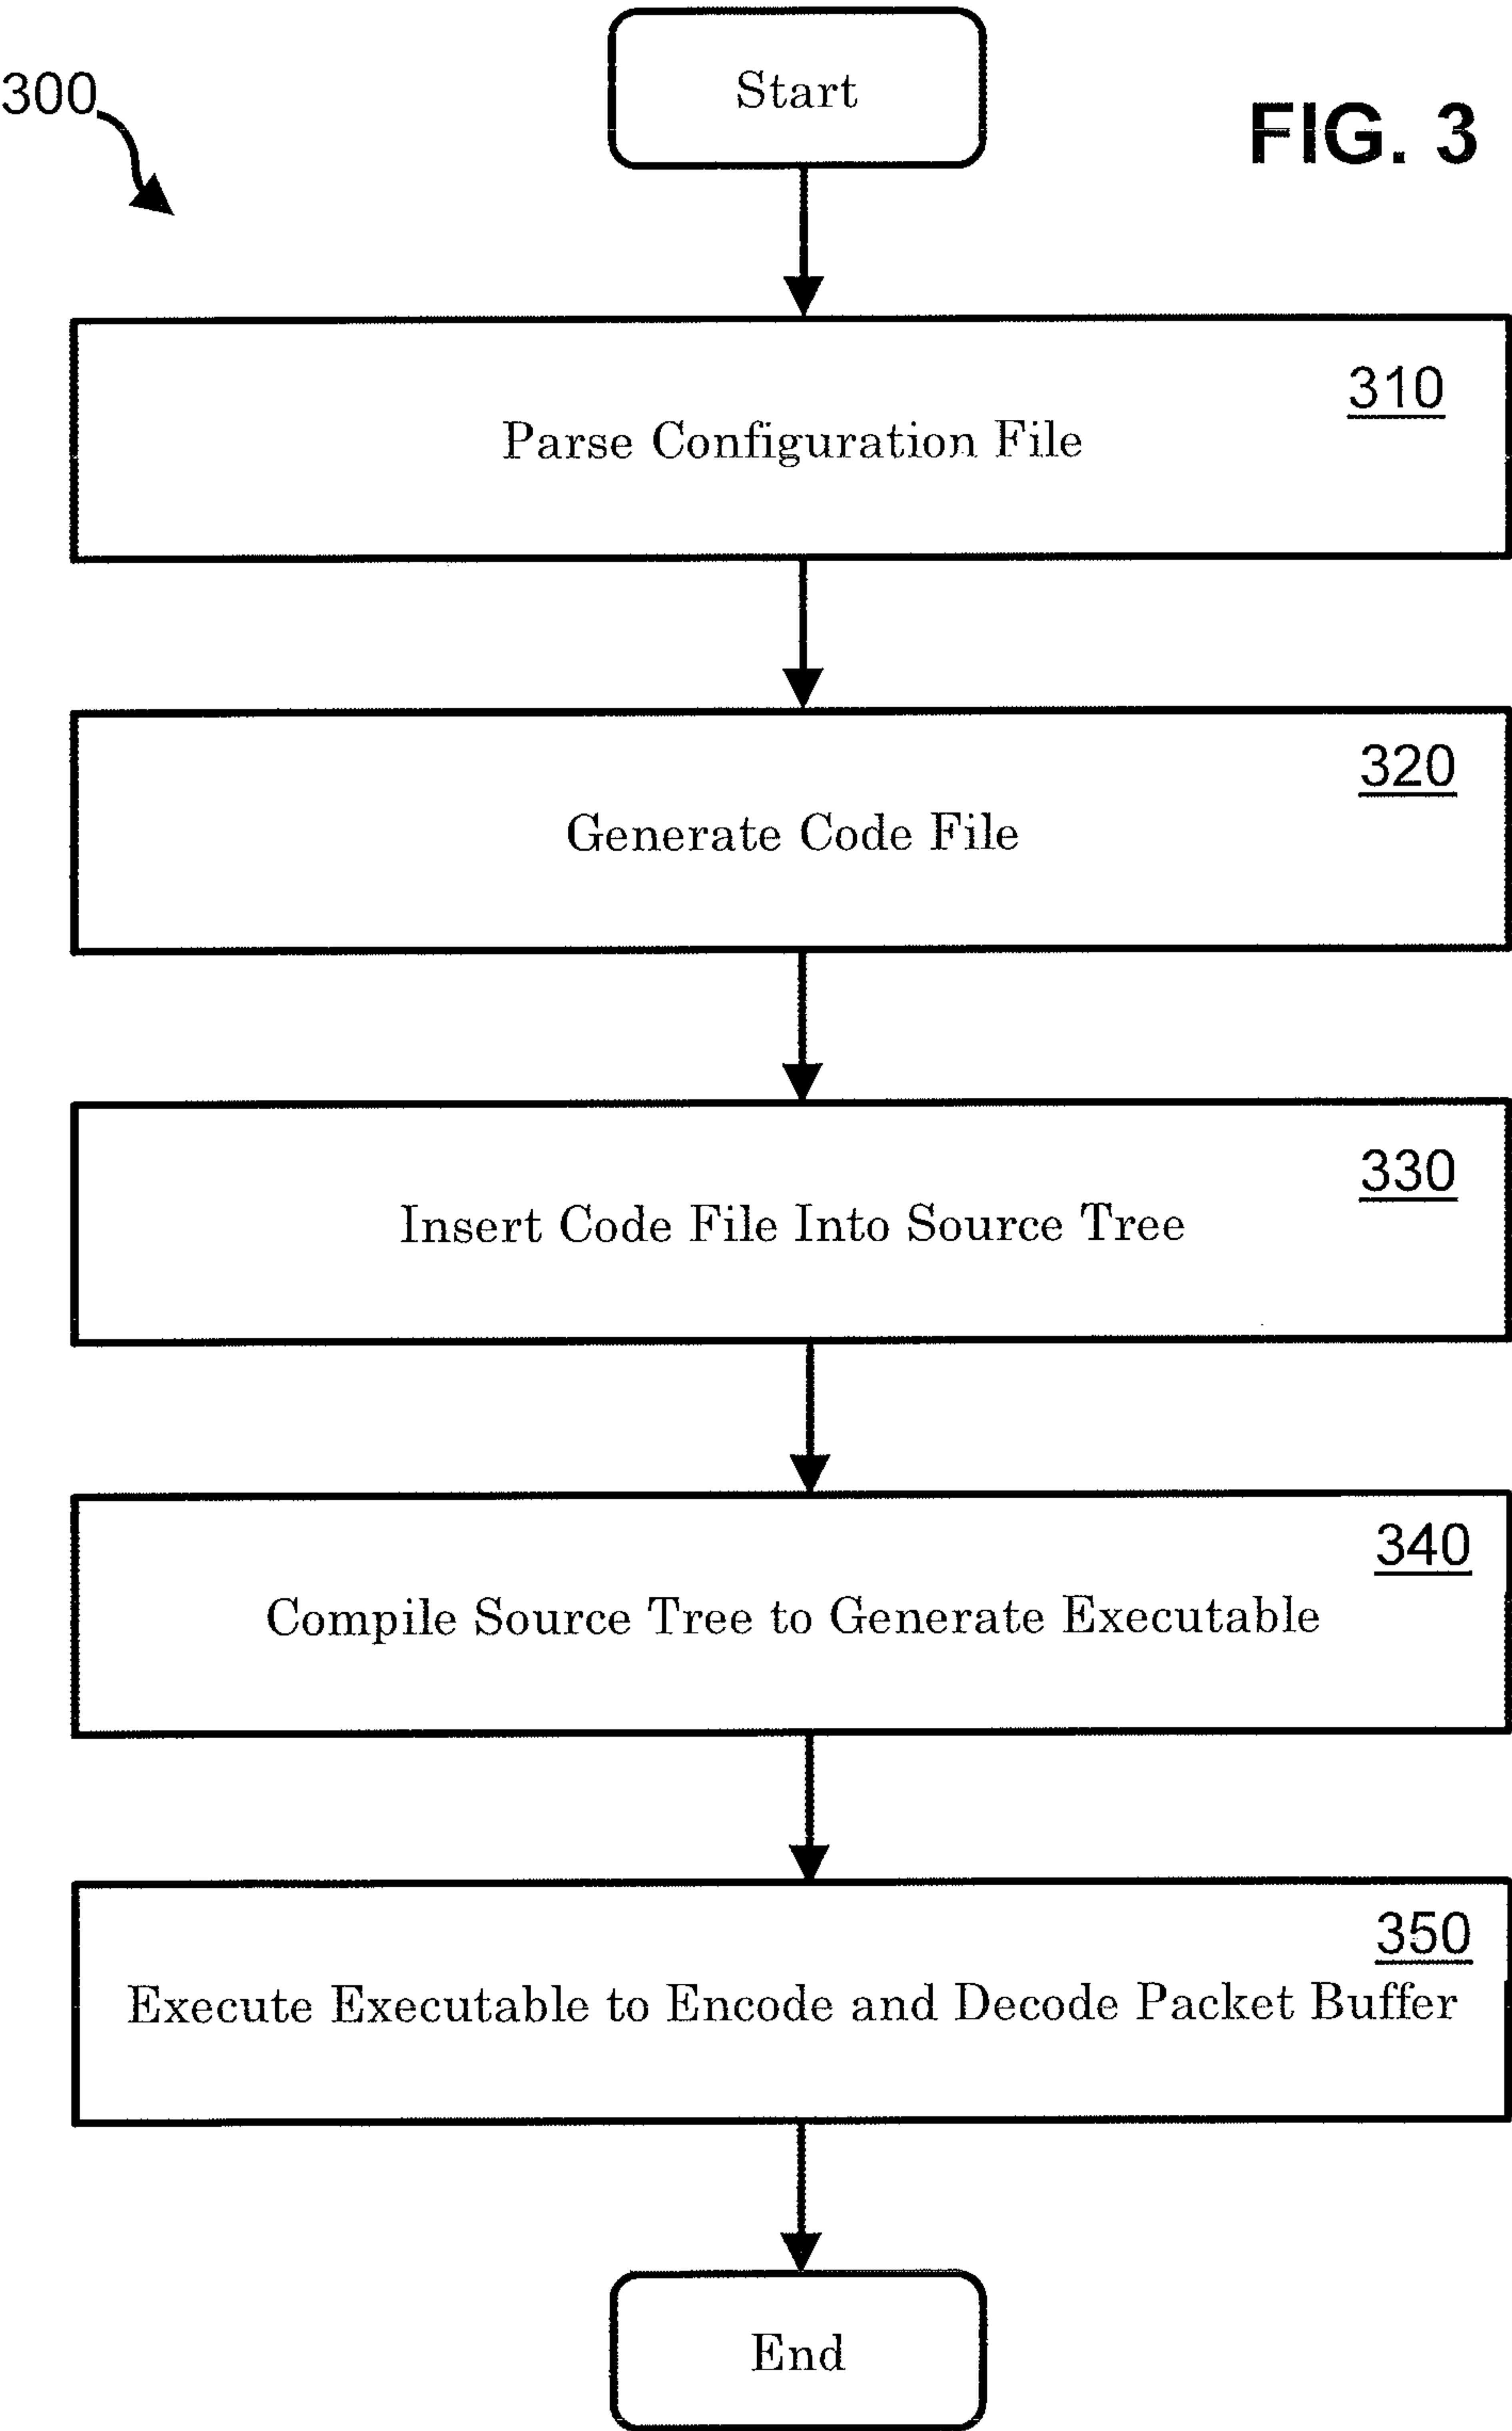 Start
300
FIG. 3
310
Parse Configuration File
320
Generate Code File
330
Insert Code File Into Source Tree
340
Compile Source Tree to Generate Executable
350
Execute Executable to Encode and Decode Packet Buffer
End